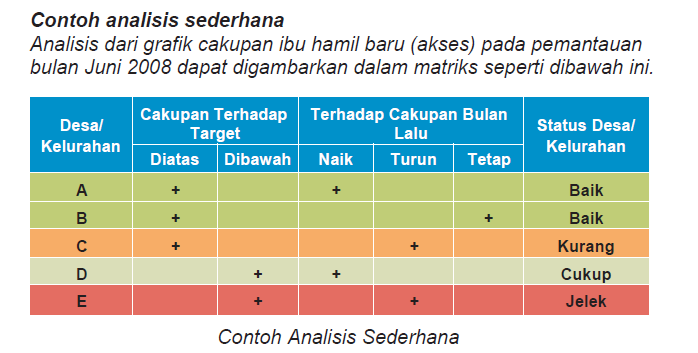 Contoh analisis sederhana
Analisis dari grafik cakupan ibu hamil baru (akses) pada pemantauan
bulan Juni 2008 dapat digambarkan dalam matriks seperti dibawah ini.
Desa/ Kelurahan | Cakupan Terhadap Target | Terhadap Cakupan Bulan Lalu | Status Desa/ Kelurahan
Diatas | Dibawah | Naik | Turun | Tetap
A | + | | + | | | Baik
B | + | | | | + | Baik
C | + | | | + | | Kurang
D | | + | + | | | Cukup
E | | + | | + | | Jelek
Contoh Analisis Sederhana